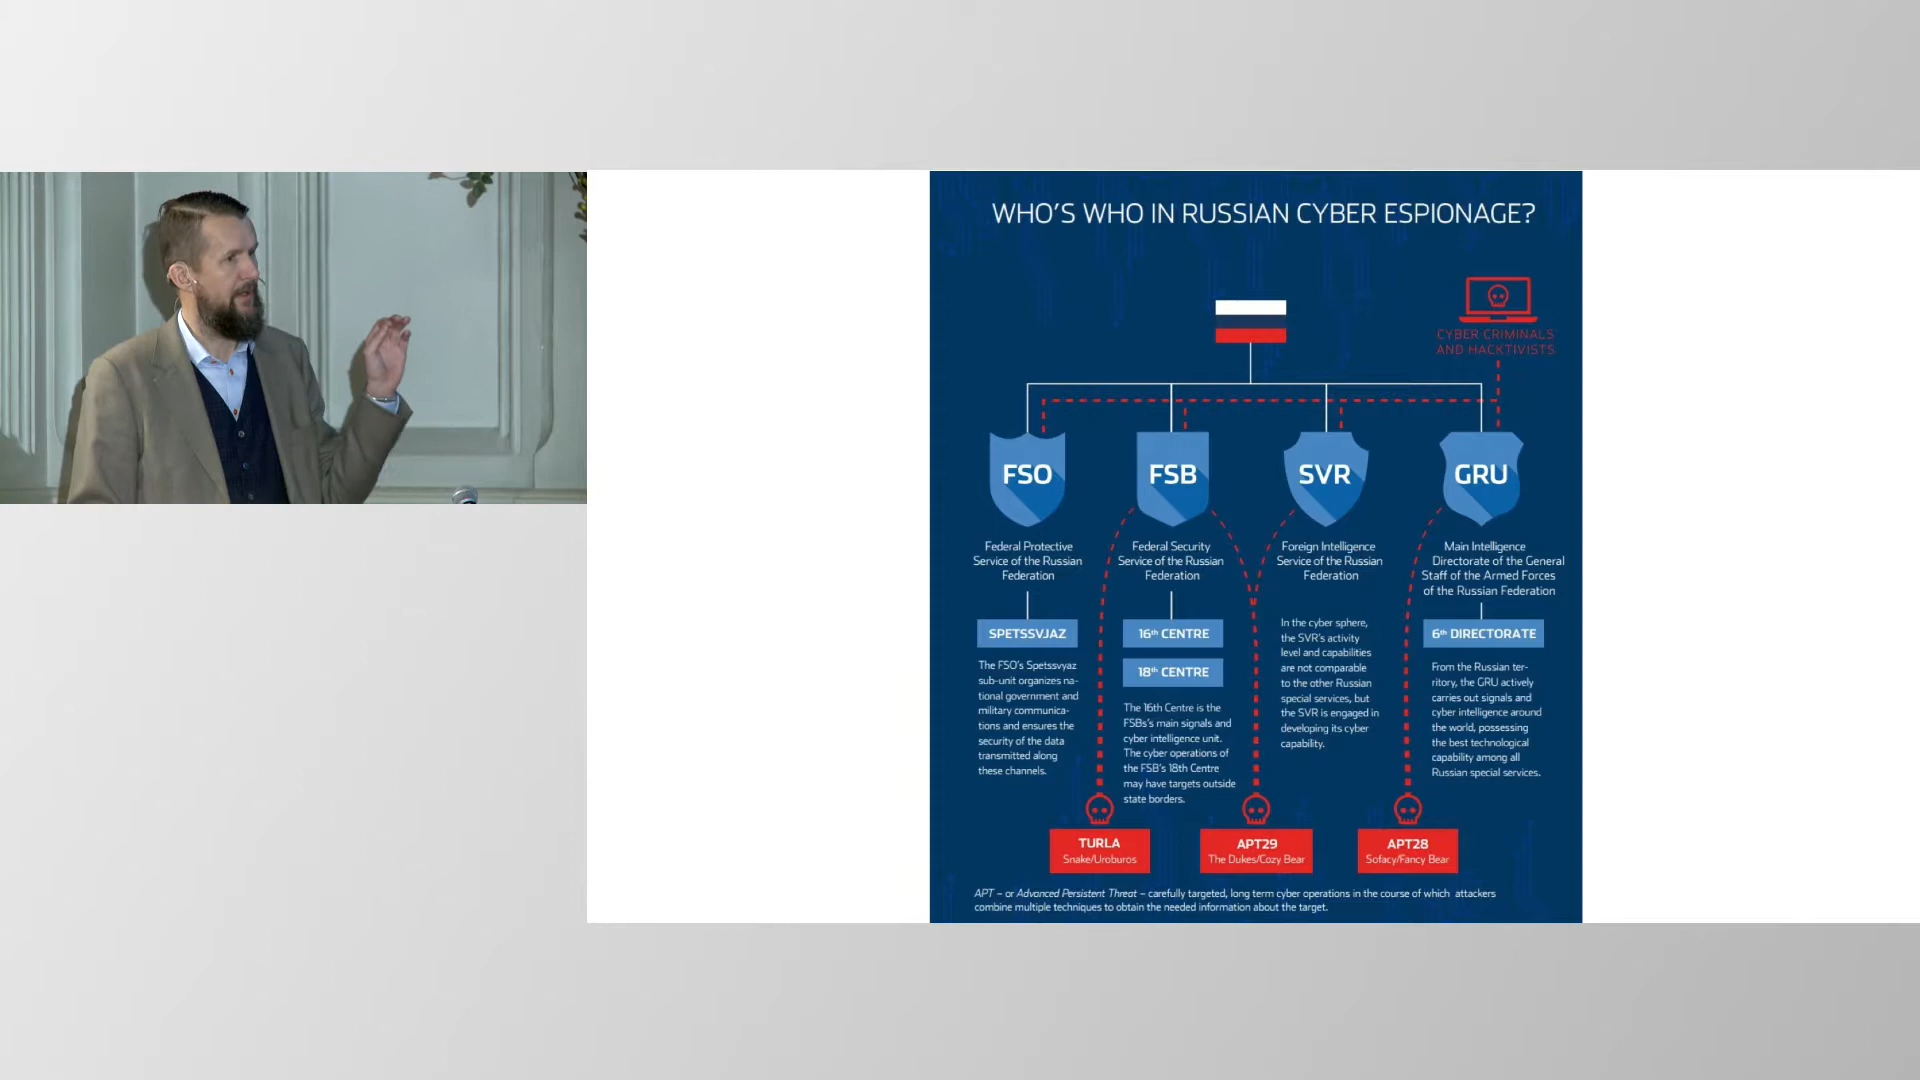 WHO'S WHO IN RUSSIAN CYBER ESPIONAGE?
CYBER CRIMINALS
AND HACKTIVISTS
FSO
Federal Protective
Service of the Russian
Federation
SPETSSVJAZ
The FSO's Spetssvyaz
sub-unit organizes na-
tional government and
military communica-
tions and ensures the
security of the data
transmitted along
these channels.
FSB
Federal Security
Service of the Russian
Federation
16th CENTRE
18th CENTRE
The 16th Centre is the
FSBs's main signals and
cyber intelligence unit.
The cyber operations of
the FSB's 18th Centre
may have targets outside
state borders.
SVR
Foreign Intelligence
Service of the Russian
Federation
In the cyber sphere,
the SVR's activity
level and capabilities
are not comparable
to the other Russian
special services, but
the SVR is engaged in
developing its cyber
capability.
GRU
Main Intelligence
Directorate of the General
Staff of the Armed Forces
of the Russian Federation
6th DIRECTORATE
From the Russian ter-
ritory, the GRU actively
carries out signals and
cyber intelligence around
the world, possessing
the best technological
capability among all
Russian special services.
TURLA
Snake/Uroburos
APT29
The Dukes/Cozy Bear
APT28
Sofacy/Fancy Bear
APT – or Advanced Persistent Threat – carefully targeted, long term cyber operations in the course of which attackers
combine multiple techniques to obtain the needed information about the target.